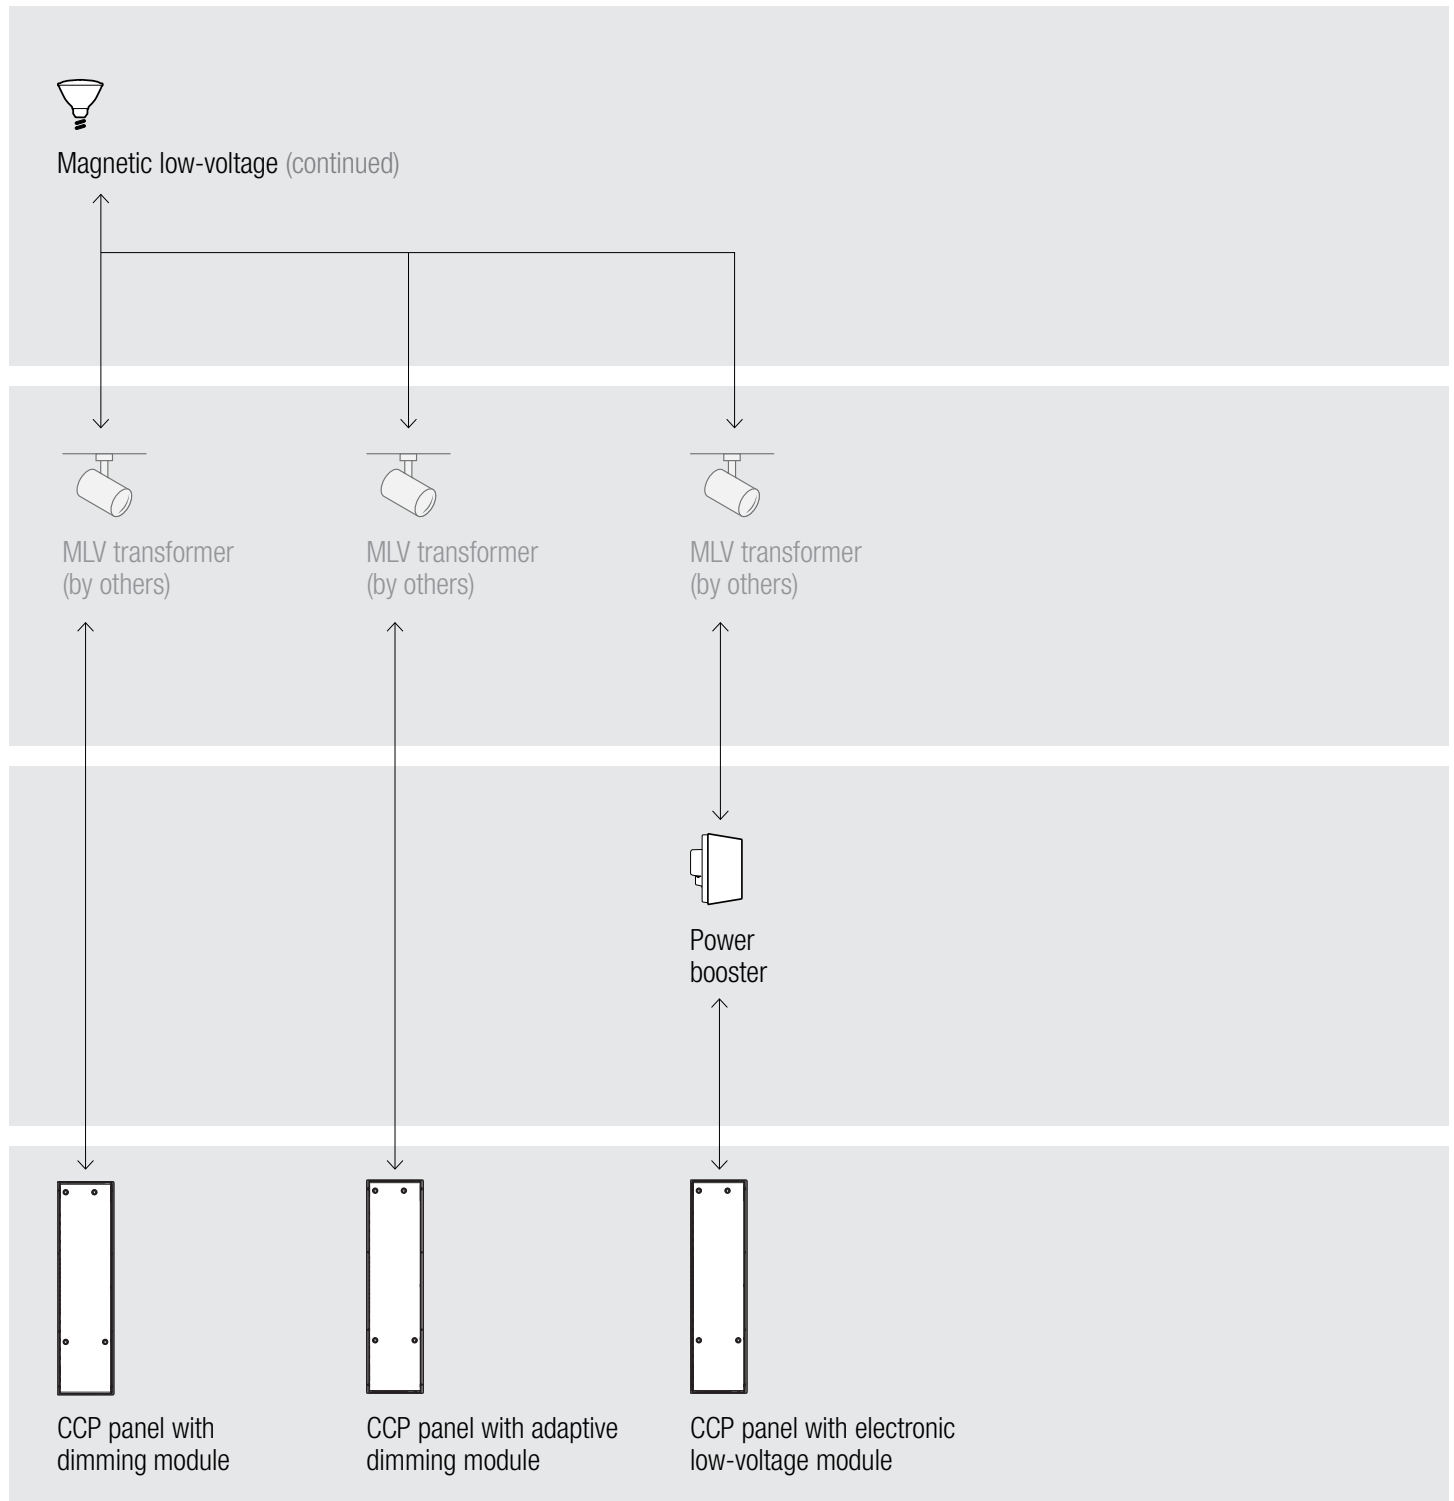 Magnetic low-voltage (continued)
MLV transformer
(by others)
MLV transformer
(by others)
MLV transformer
(by others)
Power
booster
CCP panel with
dimming module
CCP panel with adaptive
dimming module
CCP panel with electronic
low-voltage module